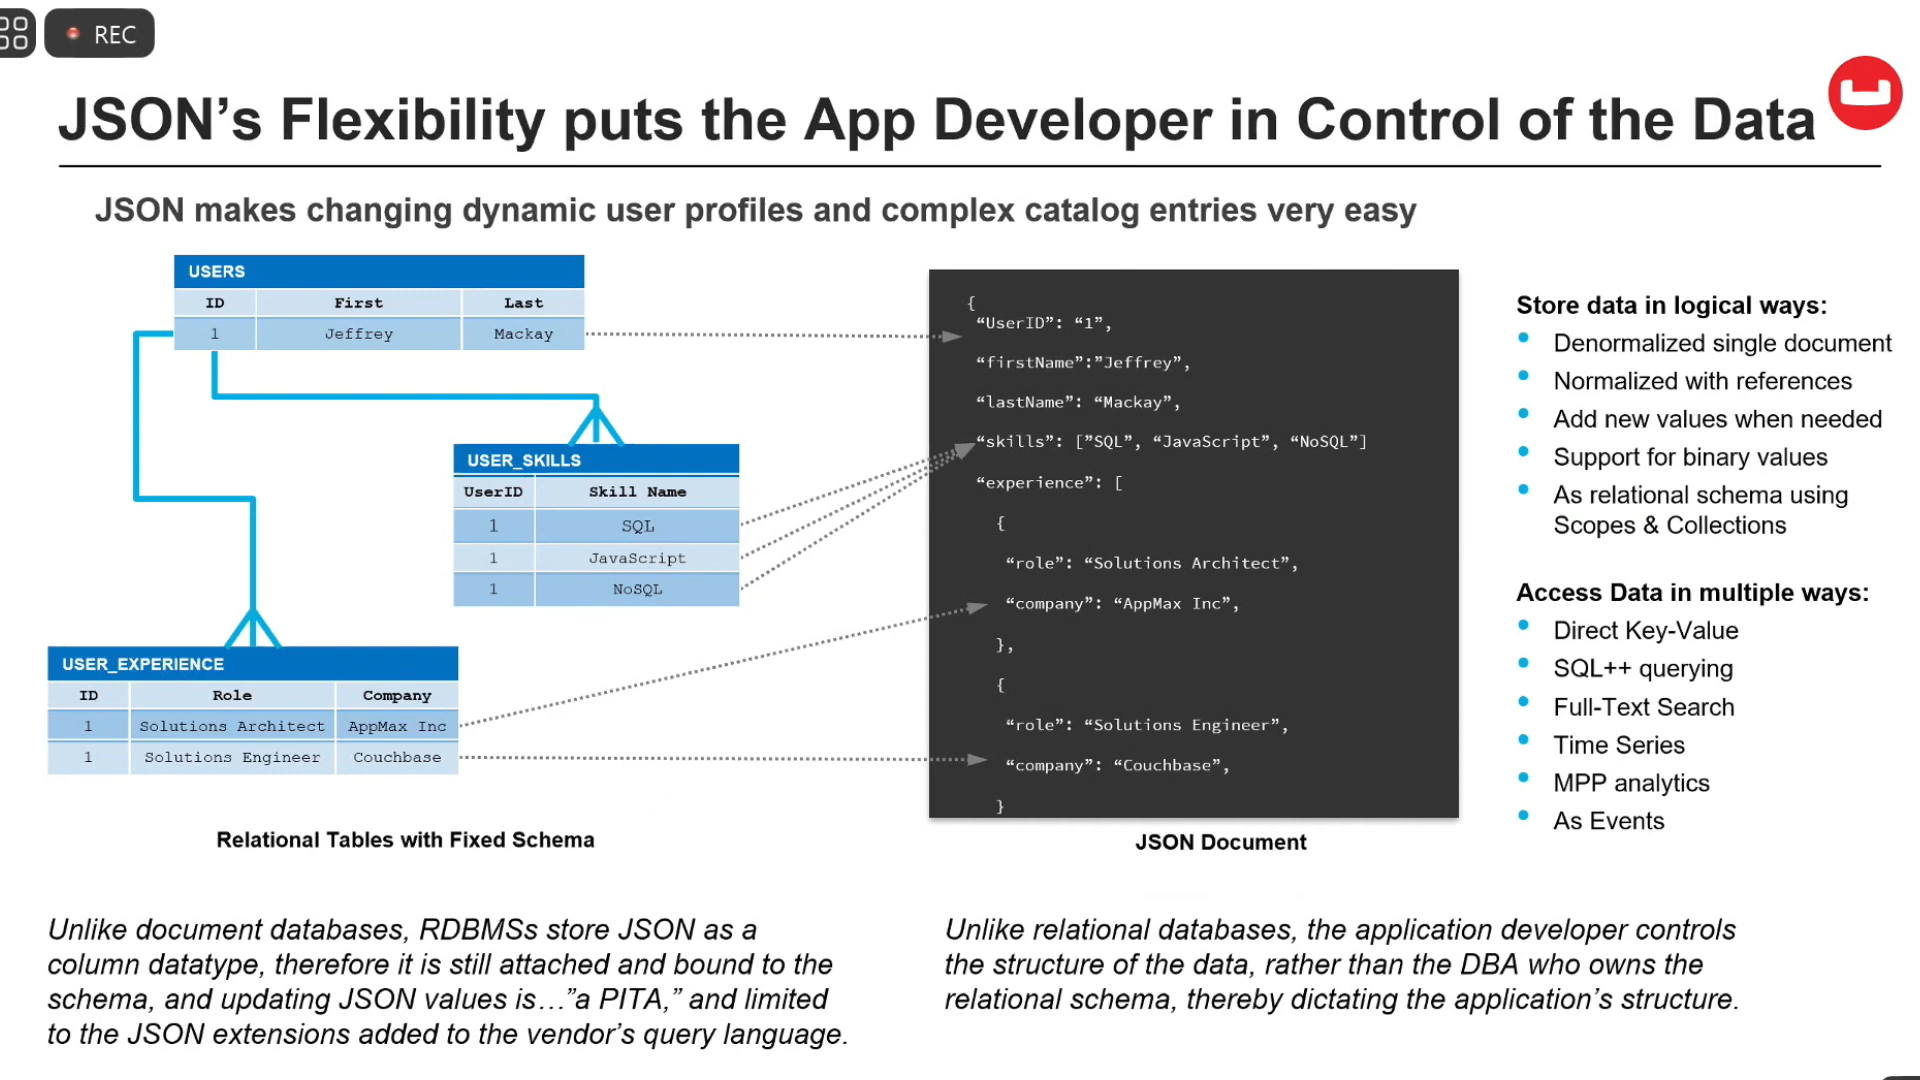 REC
JSON’s Flexibility puts the App Developer in Control of the Data
JSON makes changing dynamic user profiles and complex catalog entries very easy
USERS
ID First Last
1 Jeffrey Mackay
USER_SKILLS
UserID Skill Name
1 SQL
1 JavaScript
1 NoSQL
USER_EXPERIENCE
ID Role Company
1 Solutions Architect AppMax Inc
1 Solutions Engineer Couchbase
Relational Tables with Fixed Schema
{
“UserID”: “1”,
“firstName”:”Jeffrey”,
“lastName”: “Mackay”,
“skills”: [”SQL”, “JavaScript”, “NoSQL”]
“experience”: [
{
“role”: “Solutions Architect”,
“company”: “AppMax Inc”,
},
{
“role”: “Solutions Engineer”,
“company”: “Couchbase”,
}
JSON Document
Store data in logical ways:
• Denormalized single document
• Normalized with references
• Add new values when needed
• Support for binary values
• As relational schema using
Scopes & Collections
Access Data in multiple ways:
• Direct Key-Value
• SQL++ querying
• Full-Text Search
• Time Series
• MPP analytics
• As Events
Unlike document databases, RDBMSs store JSON as a
column datatype, therefore it is still attached and bound to the
schema, and updating JSON values is…”a PITA,” and limited
to the JSON extensions added to the vendor’s query language.
Unlike relational databases, the application developer controls
the structure of the data, rather than the DBA who owns the
relational schema, thereby dictating the application’s structure.